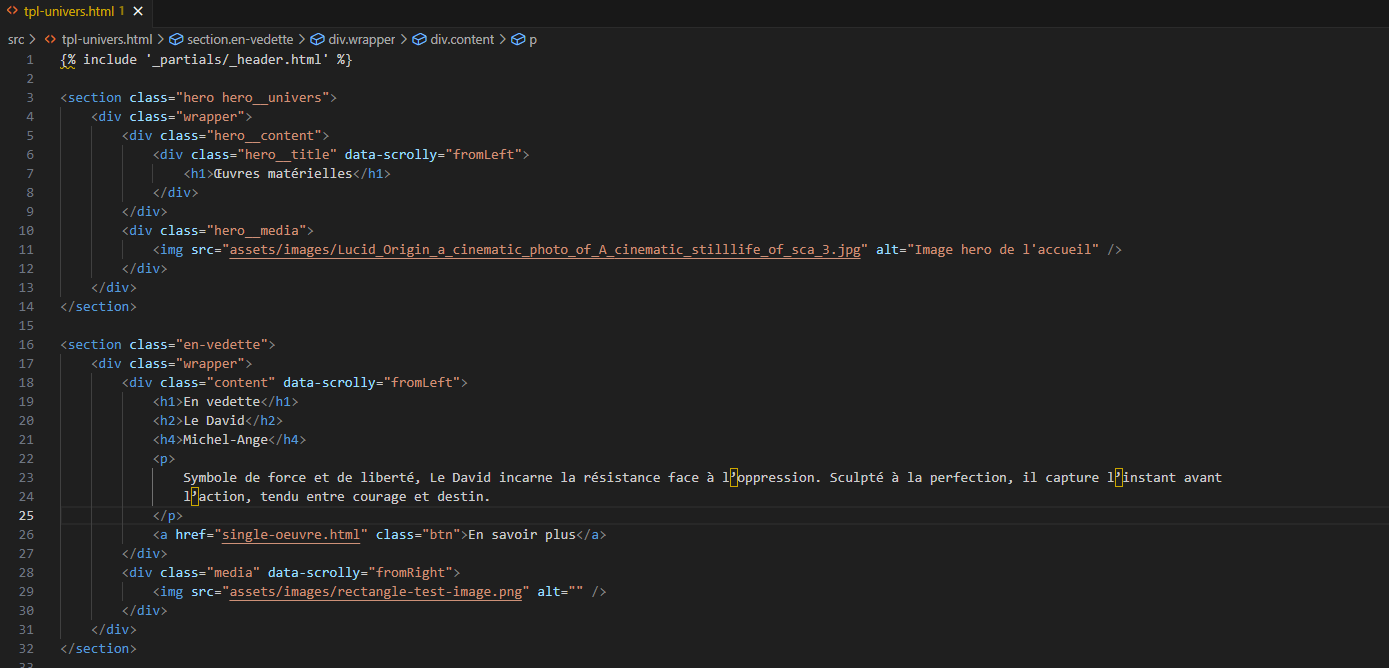 tpl-univers.html 1 ✕
src > tpl-univers.html > section.en-vedette > div.wrapper > div.content > p
1 {% include '_partials/_header.html' %}
2
3 <section class="hero hero__univers">
4 <div class="wrapper">
5 <div class="hero__content">
6 <div class="hero__title" data-scrolly="fromLeft">
7 <h1>Œuvres matérielles</h1>
8 </div>
9 </div>
10 <div class="hero__media">
11 <img src="assets/images/Lucid_Origin_a_cinematic_photo_of_A_cinematic_stilllife_of_sca_3.jpg" alt="Image hero de l'accueil" />
12 </div>
13 </div>
14 </section>
15
16 <section class="en-vedette">
17 <div class="wrapper">
18 <div class="content" data-scrolly="fromLeft">
19 <h1>En vedette</h1>
20 <h2>Le David</h2>
21 <h4>Michel-Ange</h4>
22 <p>
23 Symbole de force et de liberté, Le David incarne la résistance face à l’oppression. Sculpté à la perfection, il capture l’instant avant
24 l’action, tendu entre courage et destin.
25 </p>
26 <a href="single-oeuvre.html" class="btn">En savoir plus</a>
27 </div>
28 <div class="media" data-scrolly="fromRight">
29 <img src="assets/images/rectangle-test-image.png" alt="" />
30 </div>
31 </div>
32 </section>
33